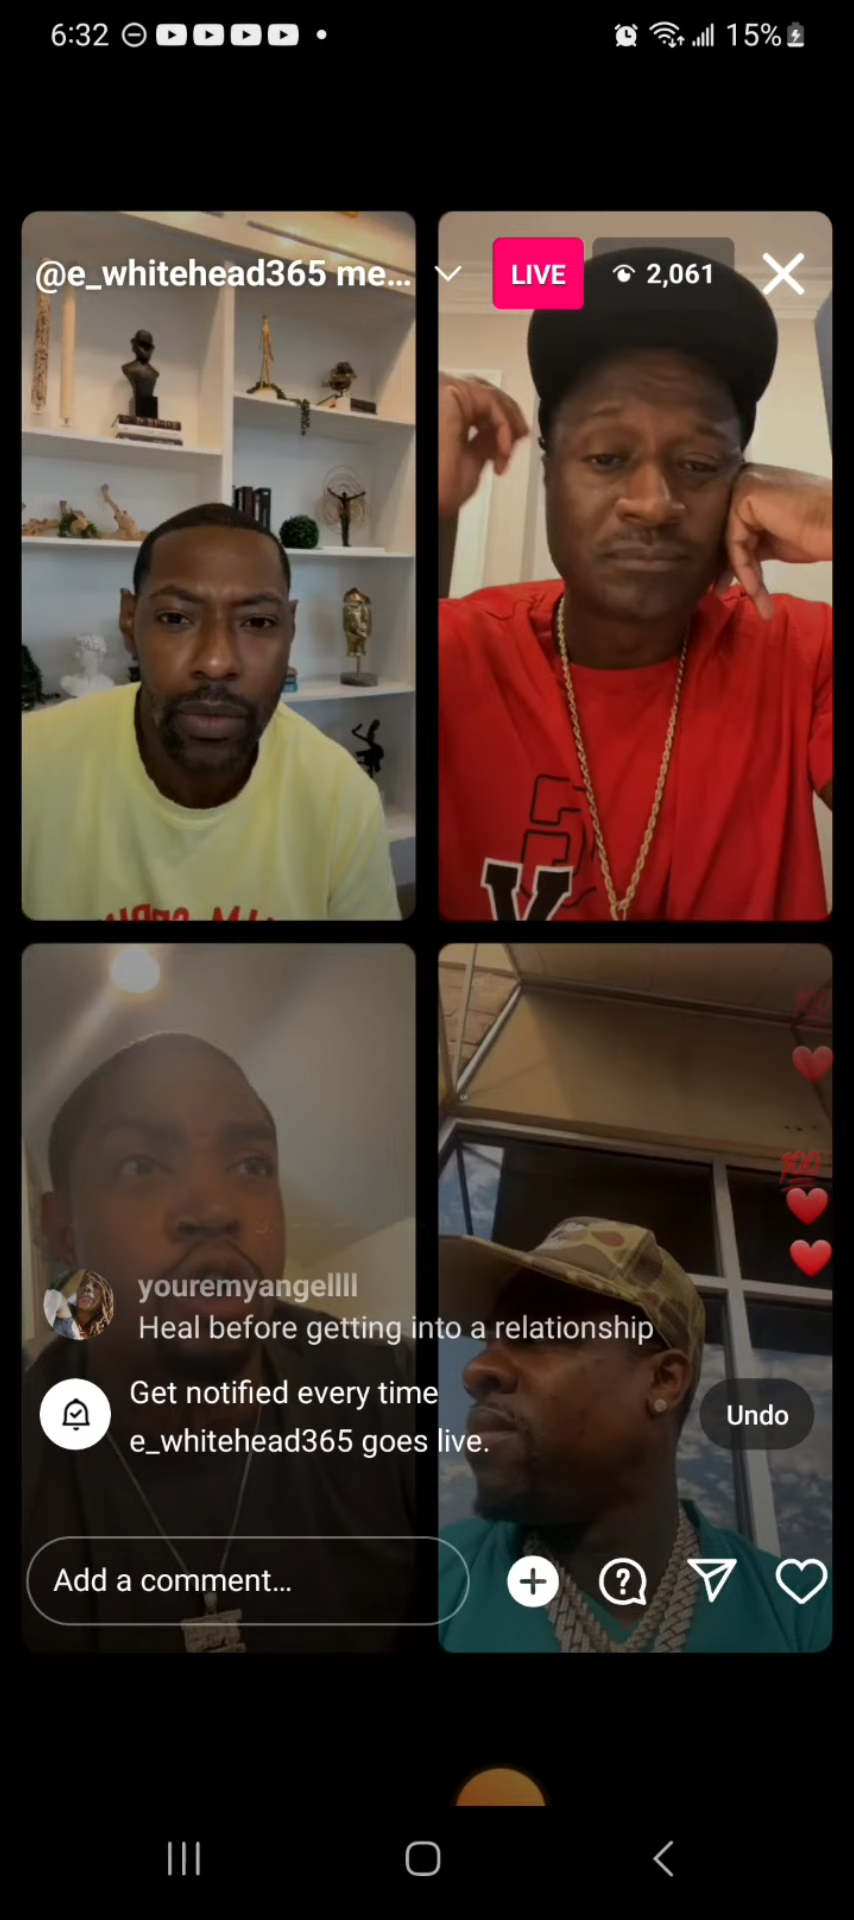 6:32
15%
@e_whitehead365 me...
LIVE
2,061
youremyangellll
Heal before getting into a relationship
Get notified every time
e_whitehead365 goes live.
Undo
Add a comment...